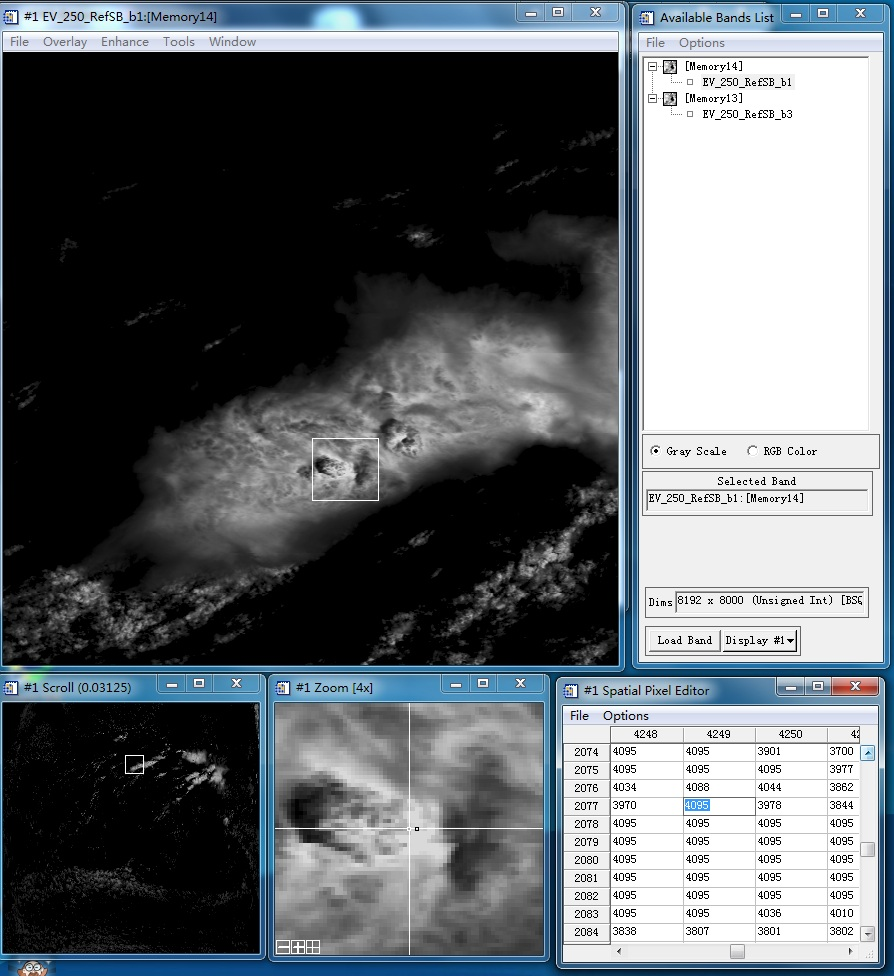 #1 EV_250_RefSB_b1:[Memory14]
File Overlay Enhance Tools Window
Available Bands List
File Options
[Memory14]
EV_250_RefSB_b1
[Memory13]
EV_250_RefSB_b3
Gray Scale RGB Color
Selected Band
EV_250_RefSB_b1:[Memory14]
Dims 8192 x 8000 (Unsigned Int) [BSQ
Load Band Display #1
#1 Scroll (0.03125)
#1 Zoom [4x]
#1 Spatial Pixel Editor
File Options
4248 4249 4250 42
2074 4095 4095 3901 3700
2075 4095 4095 4095 3977
2076 4034 4088 4044 3862
2077 3970 4095 3978 3844
2078 4095 4095 4095 4095
2079 4095 4095 4095 4095
2080 4095 4095 4095 4095
2081 4095 4095 4095 4095
2082 4095 4095 4095 4095
2083 4095 4095 4036 4010
2084 3838 3807 3801 3802